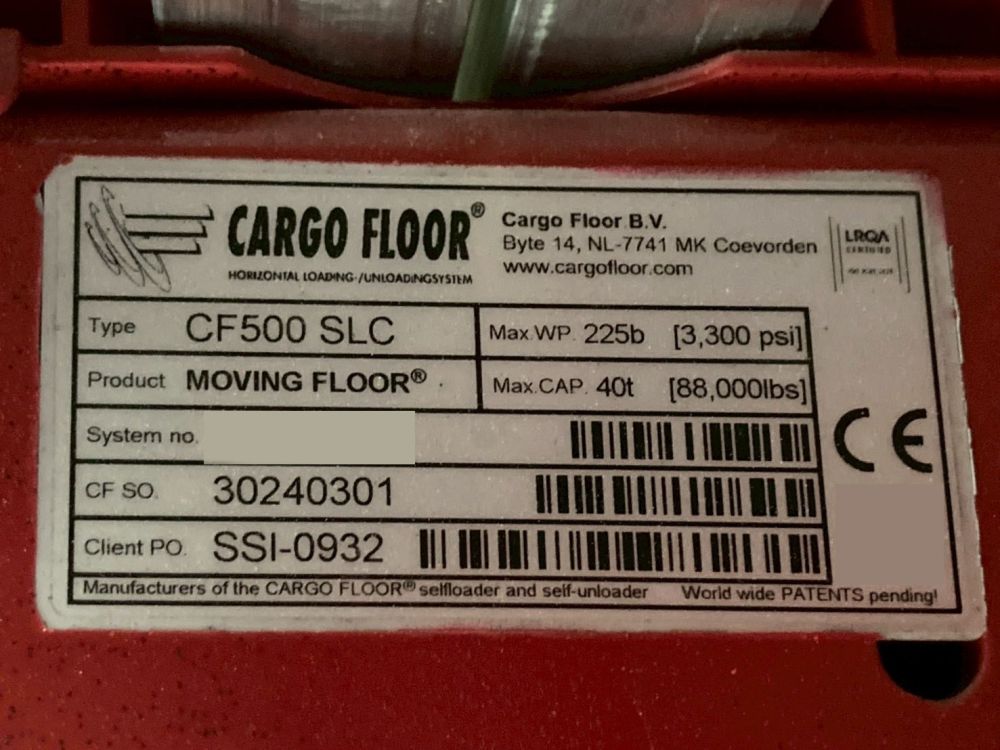 CARGO FLOOR®
HORIZONTAL LOADING-/UNLOADINGSYSTEM
Cargo Floor B.V.
Byte 14, NL-7741 MK Coevorden
www.cargofloor.com
LRQA
CERTIFIED
Type CF500 SLC
Max.WP. 225b [3,300 psi]
Product MOVING FLOOR®
Max.CAP. 40t [88,000lbs]
System no.
CE
CF SO. 30240301
Client PO. SSI-0932
Manufacturers of the CARGO FLOOR® selfloader and self-unloader World wide PATENTS pending!